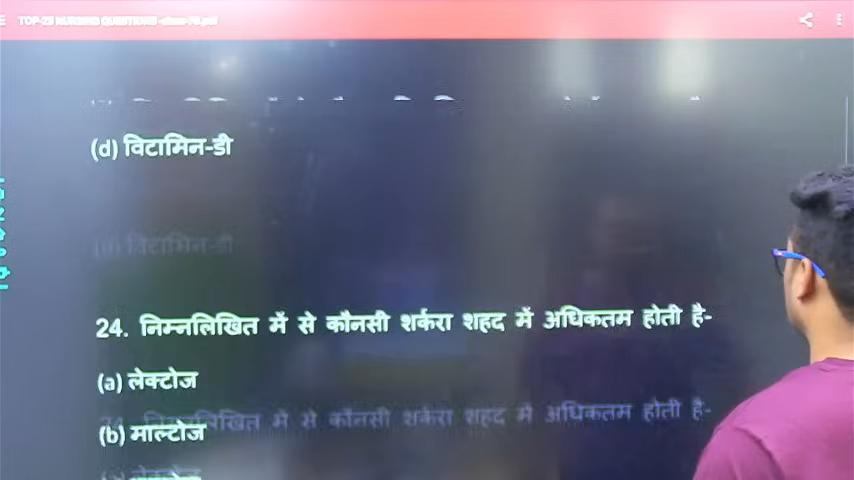 (d) विटामिन-डी
24. निम्नलिखित में से कौनसी शर्करा शहद में अधिकतम होती है-
(a) लेक्टोज
(b) माल्टोज